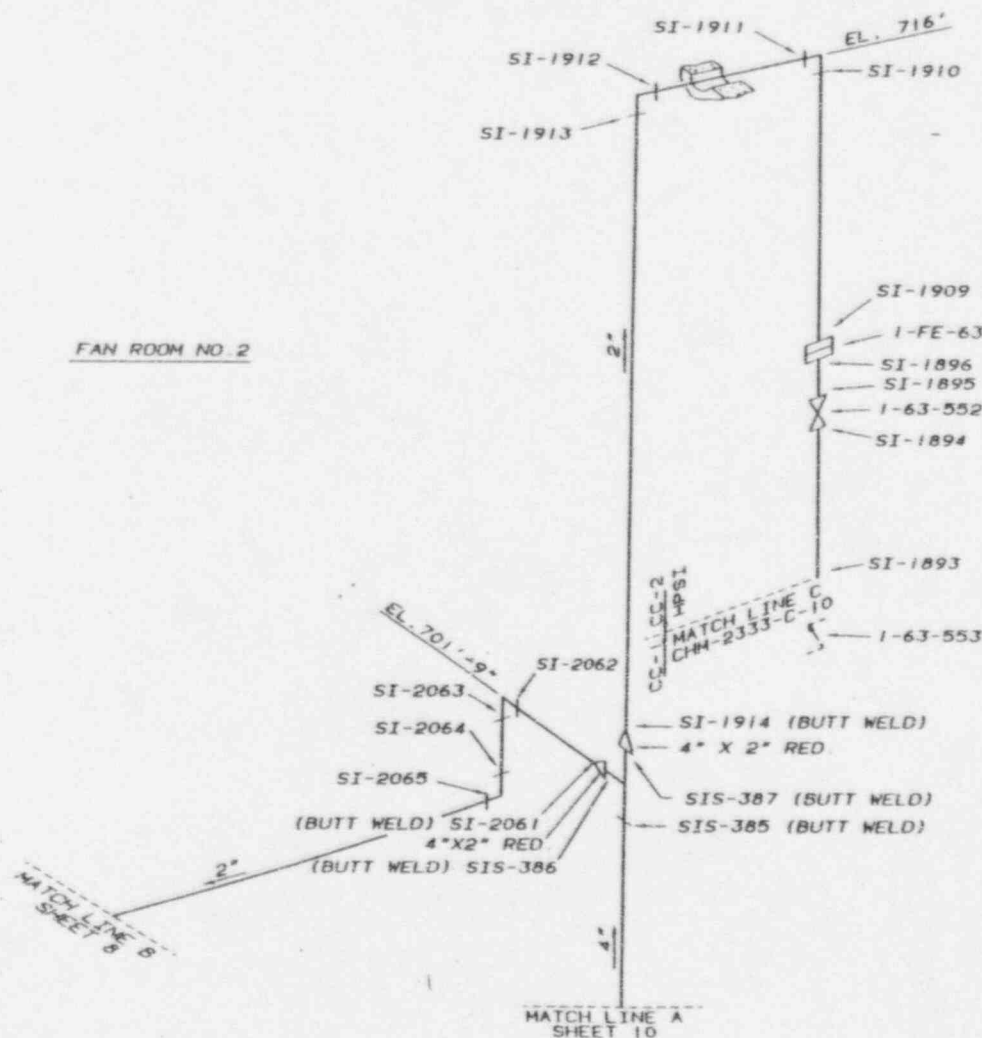 SI-1911
EL. 716'
SI-1912
SI-1910
SI-1913
SI-1909
1-FE-63
FAN ROOM NO.2
2"
SI-1896
SI-1895
1-63-552
SI-1894
SI-1893
CC-1 CC-2
HPSI
MATCH LINE C
CHM-2333-C-10
1-63-553
EL. 701'-9"
SI-2062
SI-2063
SI-2064
SI-2065
SI-1914 (BUTT WELD)
4" X 2" RED.
SIS-387 (BUTT WELD)
SIS-385 (BUTT WELD)
(BUTT WELD) SI-2061
4"X2" RED
(BUTT WELD) SIS-386
2"
MATCH LINE B
SHEET 8
4"
MATCH LINE A
SHEET 10